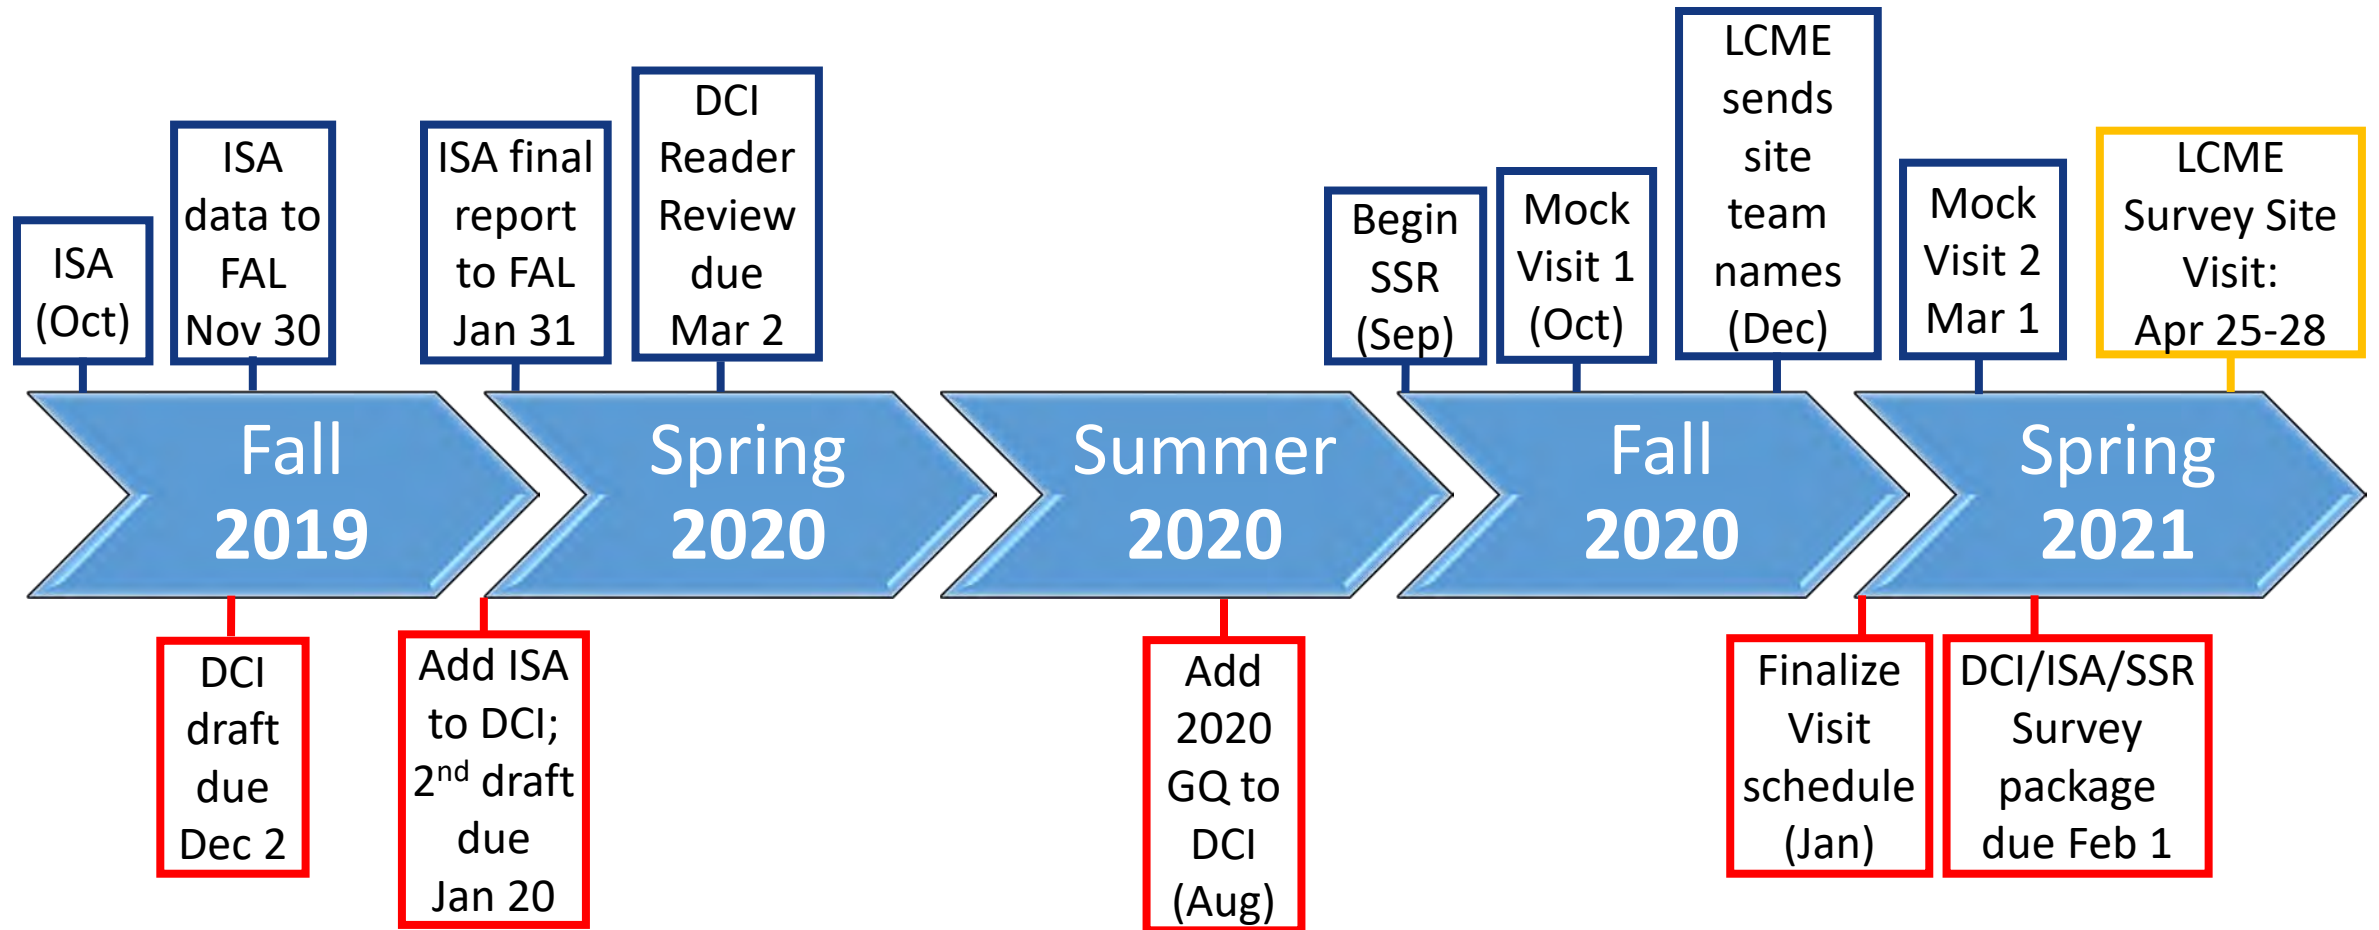 ISA
(Oct)
ISA
data to
FAL
Nov 30
ISA final
report
to FAL
Jan 31
DCI
Reader
Review
due
Mar 2
Begin
SSR
(Sep)
Mock
Visit 1
(Oct)
LCME
sends
site
team
names
(Dec)
Mock
Visit 2
Mar 1
LCME
Survey Site
Visit:
Apr 25-28
Fall
2019
Spring
2020
Summer
2020
Fall
2020
Spring
2021
DCI
draft
due
Dec 2
Add ISA
to DCI;
2nd draft
due
Jan 20
Add
2020
GQ to
DCI
(Aug)
Finalize
Visit
schedule
(Jan)
DCI/ISA/SSR
Survey
package
due Feb 1